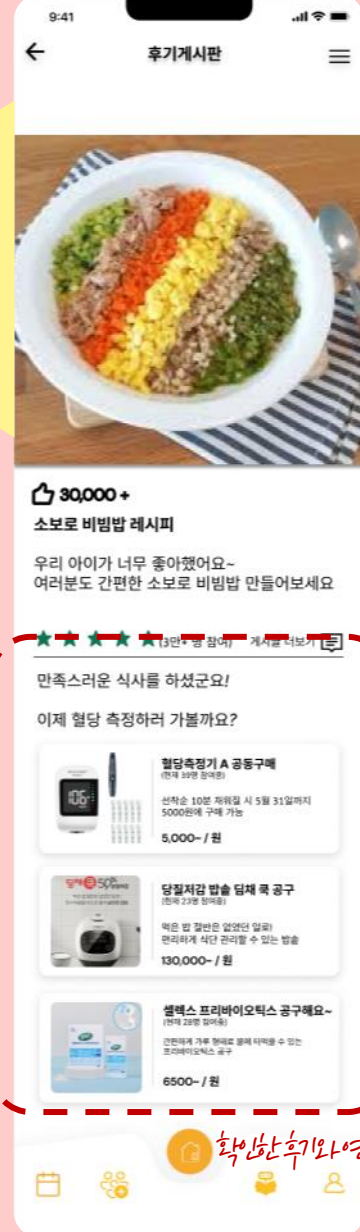 9:41
후기게시판
30,000 +
소보로 비빔밥 레시피
우리 아이가 너무 좋아했어요~
여러분도 간편한 소보로 비빔밥 만들어보세요
(3만+ 명 참여) 게시글 더보기
만족스러운 식사를 하셨군요!
이제 혈당 측정하러 가볼까요?
혈당측정기 A 공동구매
(현재 39명 참여중)
선착순 10분 채워질 시 5월 31일까지
5000원에 구매 가능
5,000~ / 원
당질저감 밥솥 딤채 쿡 공구
(현재 23명 참여중)
먹은 밥 절반은 없었던 일로!
편리하게 식단 관리할 수 있는 밥솥
130,000~ / 원
셀렉스 프리바이오틱스 공구해요~
(현재 28명 참여중)
간편하게 가루 형태로 물에 타먹을 수 있는
프리바이오틱스 공구
6500~ / 원
확인한 후기와 연